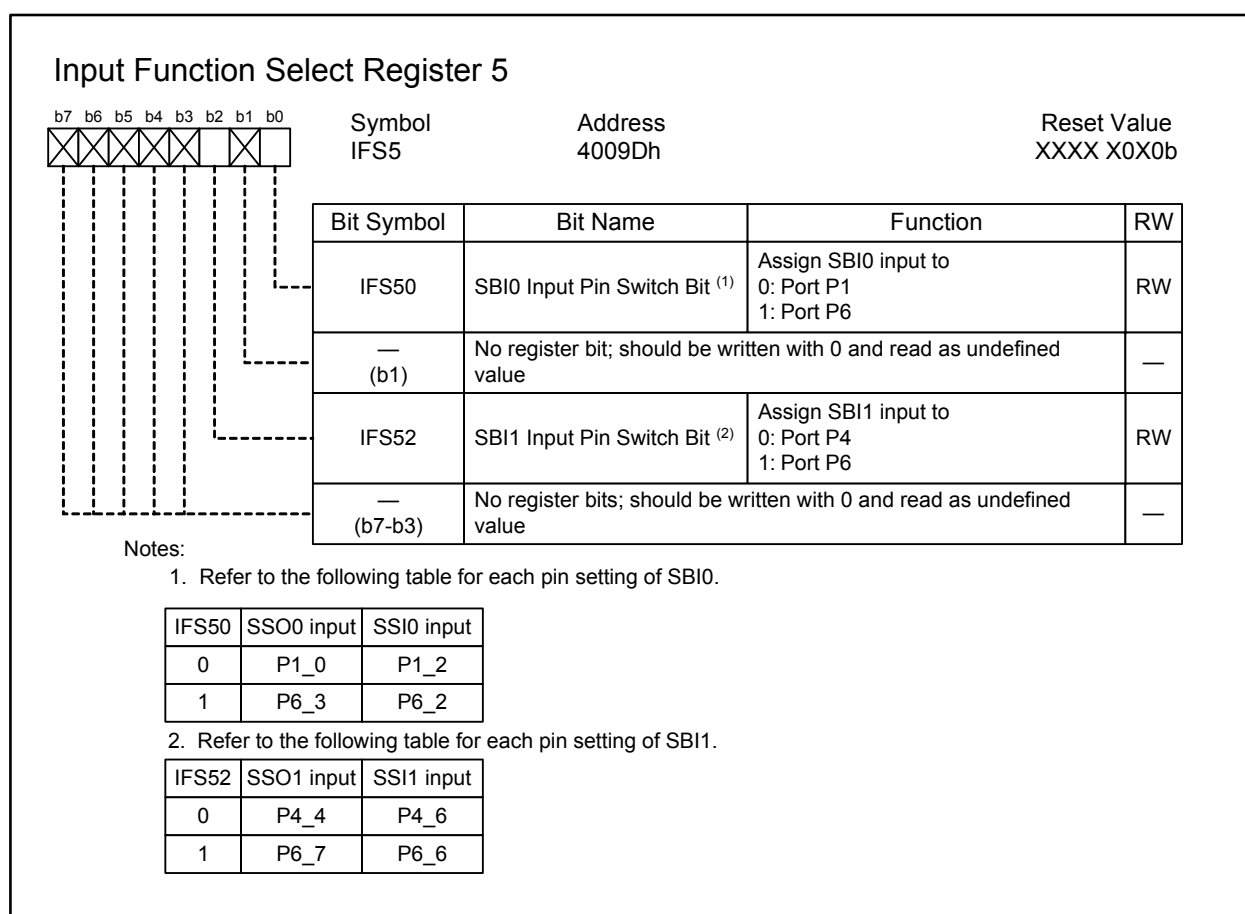 Input Function Select Register 5
b7 b6 b5 b4 b3 b2 b1 b0
Symbol Address Reset Value
IFS5 4009Dh XXXX X0X0b
Bit Symbol Bit Name Function RW
IFS50 SBI0 Input Pin Switch Bit (1) Assign SBI0 input to
0: Port P1
1: Port P6 RW
—
(b1) No register bit; should be written with 0 and read as undefined
value —
IFS52 SBI1 Input Pin Switch Bit (2) Assign SBI1 input to
0: Port P4
1: Port P6 RW
—
(b7-b3) No register bits; should be written with 0 and read as undefined
value —
Notes:
1. Refer to the following table for each pin setting of SBI0.
IFS50 SSO0 input SSI0 input
0 P1_0 P1_2
1 P6_3 P6_2
2. Refer to the following table for each pin setting of SBI1.
IFS52 SSO1 input SSI1 input
0 P4_4 P4_6
1 P6_7 P6_6